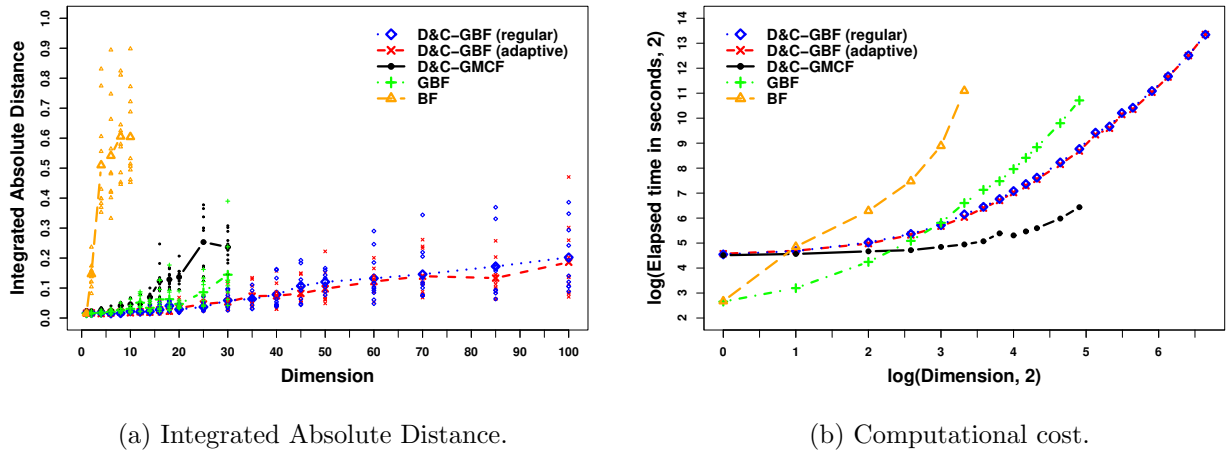 Integrated Absolute Distance
1.0
0.9
0.8
0.7
0.6
0.5
0.4
0.3
0.2
0.1
0.0
D&C−GBF (regular)
D&C−GBF (adaptive)
D&C−GMCF
GBF
BF
0 10 20 30 40 50 60 70 80 90 100
Dimension
(a) Integrated Absolute Distance.
log(Elapsed time in seconds, 2)
14
13
12
11
10
9
8
7
6
5
4
3
2
D&C−GBF (regular)
D&C−GBF (adaptive)
D&C−GMCF
GBF
BF
0 1 2 3 4 5 6
log(Dimension, 2)
(b) Computational cost.